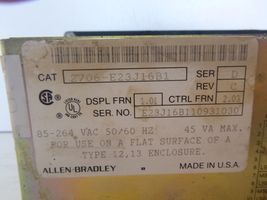 CAT 2706-E23J16B1 SER D
REV C
DSPL FRN 1.01 CTRL FRN 2.03
SER. NO. E23J16B110931030
85-264 VAC 50/60 HZ 45 VA MAX.
FOR USE ON A FLAT SURFACE OF A
TYPE 12,13 ENCLOSURE.
ALLEN-BRADLEY MADE IN U.S.A.